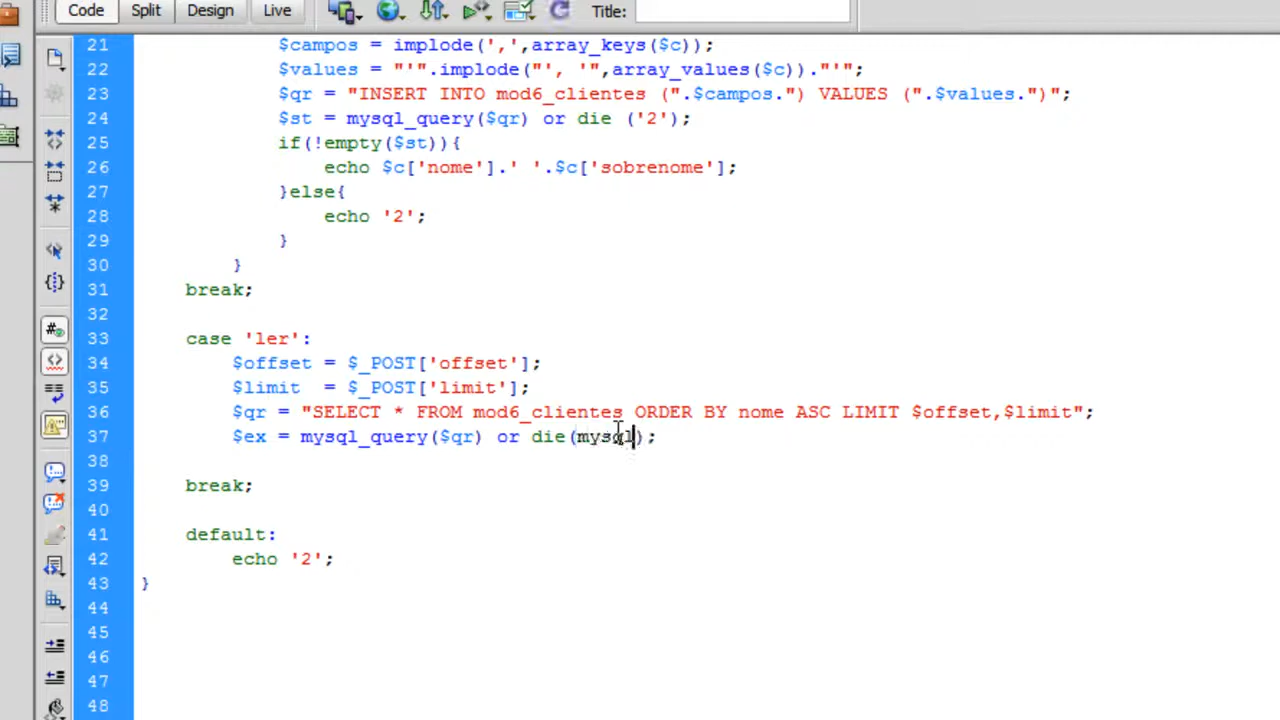 Code Split Design Live Title:
21 $campos = implode(',',array_keys($c));
22 $values = "'".implode("', '",array_values($c))."'";
23 $qr = "INSERT INTO mod6_clientes (".$campos.") VALUES (".$values.")";
24 $st = mysql_query($qr) or die ('2');
25 if(!empty($st)){
26 echo $c['nome'].' '.$c['sobrenome'];
27 }else{
28 echo '2';
29 }
30 }
31 break;
32
33 case 'ler':
34 $offset = $_POST['offset'];
35 $limit  = $_POST['limit'];
36 $qr = "SELECT * FROM mod6_clientes ORDER BY nome ASC LIMIT $offset,$limit";
37 $ex = mysql_query($qr) or die(mysql);
38
39 break;
40
41 default:
42 echo '2';
43 }
44
45
46
47
48